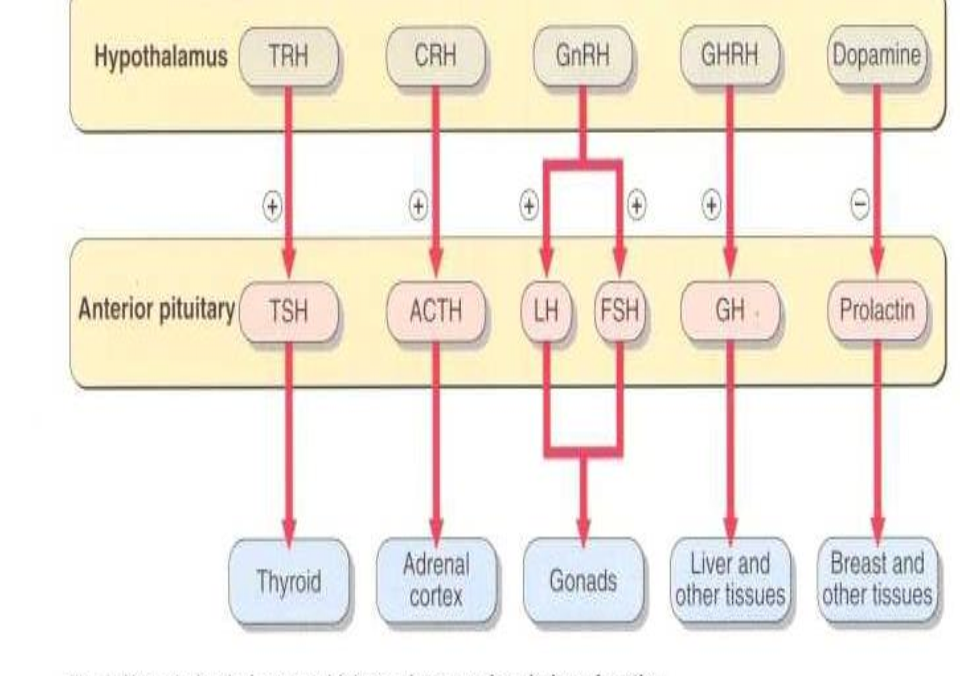 Hypothalamus TRH CRH GnRH GHRH Dopamine
+ + + + + −
Anterior pituitary TSH ACTH LH FSH GH Prolactin
Thyroid
Adrenal
cortex
Gonads
Liver and
other tissues
Breast and
other tissues